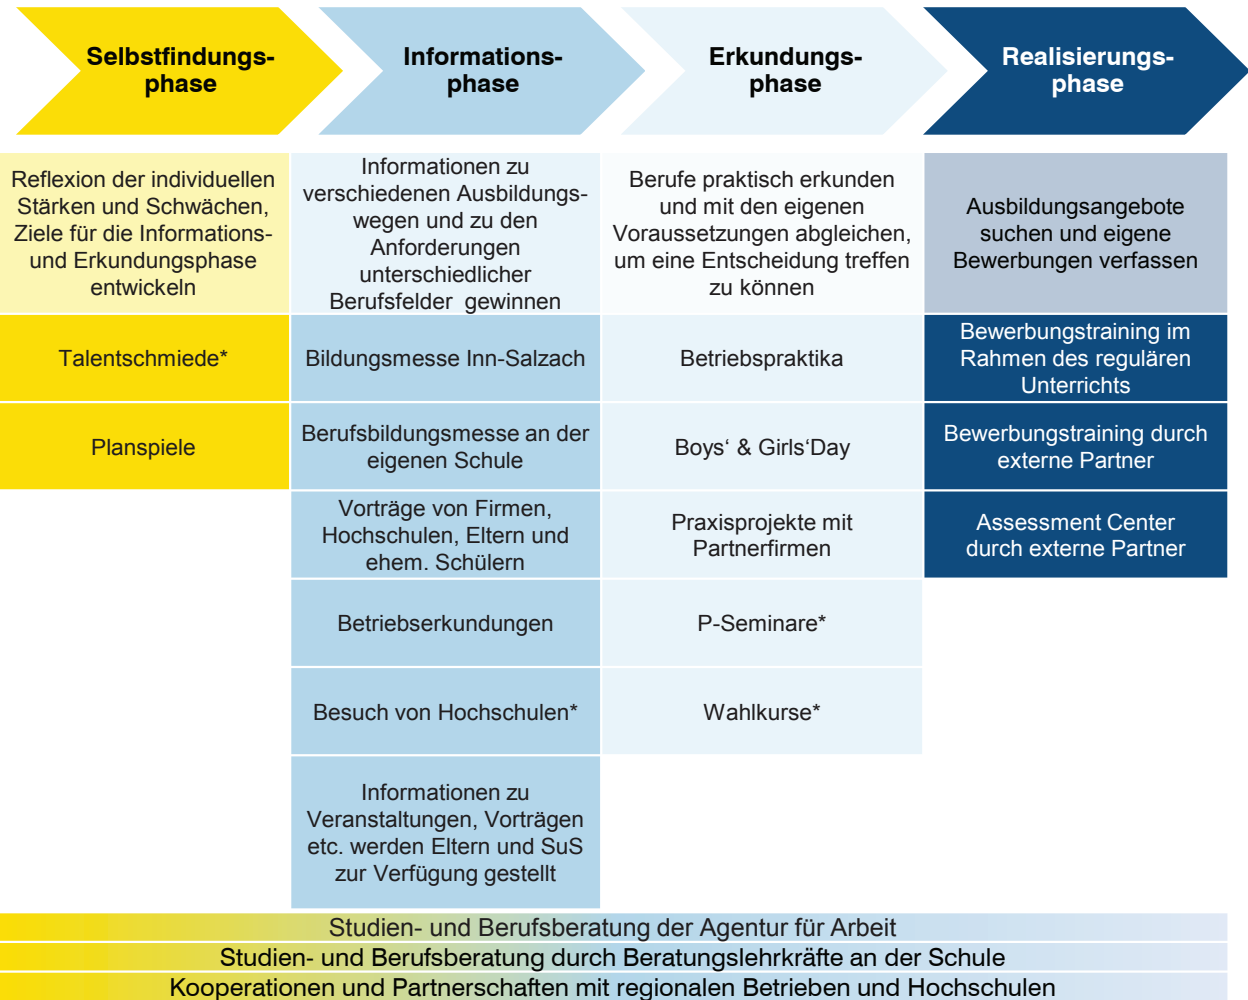 Selbstfindungs-
phase
Informations-
phase
Erkundungs-
phase
Realisierungs-
phase
Reflexion der individuellen
Stärken und Schwächen,
Ziele für die Informations-
und Erkundungsphase
entwickeln
Informationen zu
verschiedenen Ausbildungs-
wegen und zu den
Anforderungen
unterschiedlicher
Berufsfelder gewinnen
Berufe praktisch erkunden
und mit den eigenen
Voraussetzungen abgleichen,
um eine Entscheidung treffen
zu können
Ausbildungsangebote
suchen und eigene
Bewerbungen verfassen
Talentschmiede*
Bildungsmesse Inn-Salzach
Betriebspraktika
Bewerbungstraining im
Rahmen des regulären
Unterrichts
Planspiele
Berufsbildungsmesse an der
eigenen Schule
Boys‘ & Girls‘Day
Bewerbungstraining durch
externe Partner
Vorträge von Firmen,
Hochschulen, Eltern und
ehem. Schülern
Praxisprojekte mit
Partnerfirmen
Assessment Center
durch externe Partner
Betriebserkundungen
P-Seminare*
Besuch von Hochschulen*
Wahlkurse*
Informationen zu
Veranstaltungen, Vorträgen
etc. werden Eltern und SuS
zur Verfügung gestellt
Studien- und Berufsberatung der Agentur für Arbeit
Studien- und Berufsberatung durch Beratungslehrkräfte an der Schule
Kooperationen und Partnerschaften mit regionalen Betrieben und Hochschulen